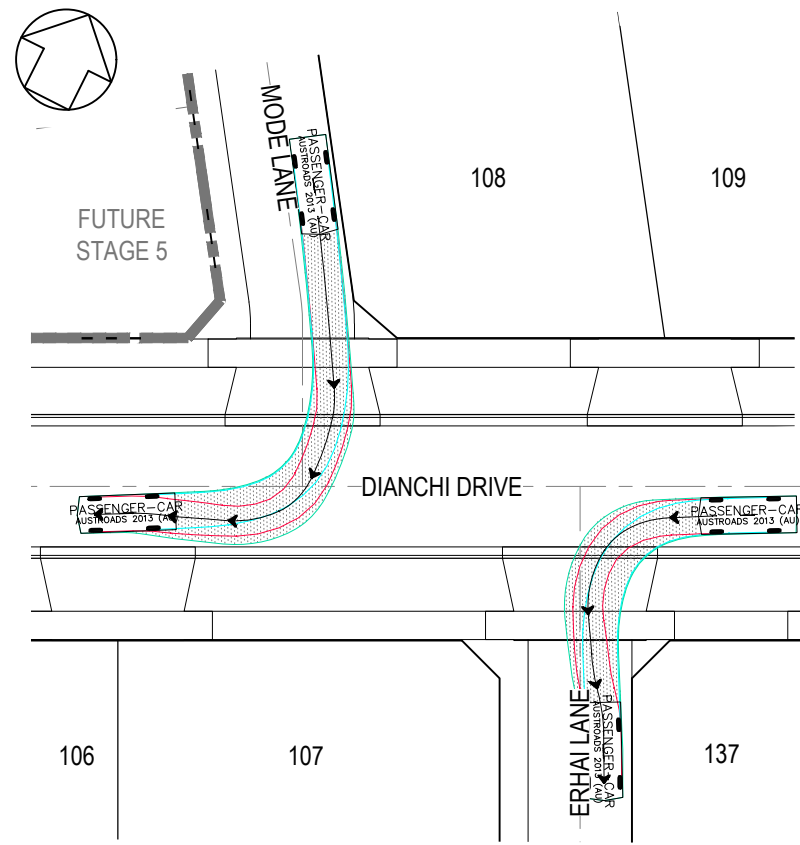 MODE LANE
PASSENGER-CAR
AUSTROADS 2013 (AU)
108
109
FUTURE
STAGE 5
DIANCHI DRIVE
PASSENGER-CAR
AUSTROADS 2013 (AU)
PASSENGER-CAR
AUSTROADS 2013 (AU)
ERHAI LANE
PASSENGER-CAR
AUSTROADS 2013 (AU)
106
107
137